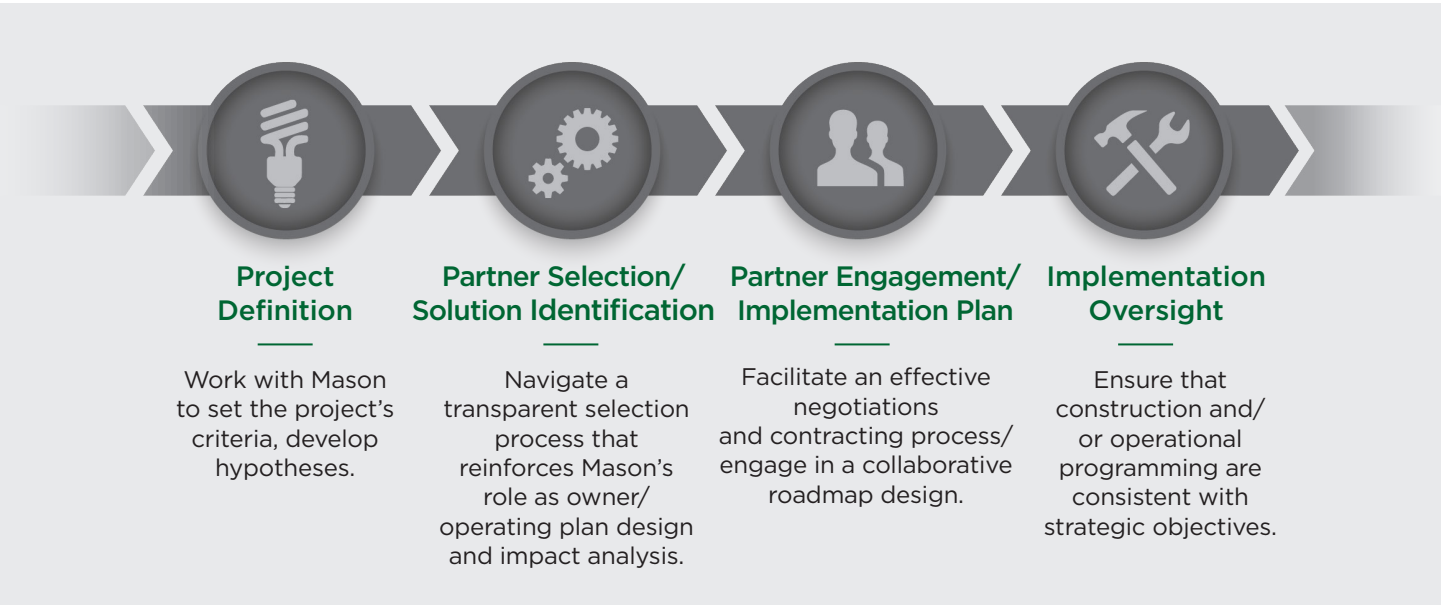 Project
Definition
Work with Mason
to set the project's
criteria, develop
hypotheses.
Partner Selection/
Solution Identification
Navigate a
transparent selection
process that
reinforces Mason's
role as owner/
operating plan design
and impact analysis.
Partner Engagement/
Implementation Plan
Facilitate an effective
negotiations
and contracting process/
engage in a collaborative
roadmap design.
Implementation
Oversight
Ensure that
construction and/
or operational
programming are
consistent with
strategic objectives.